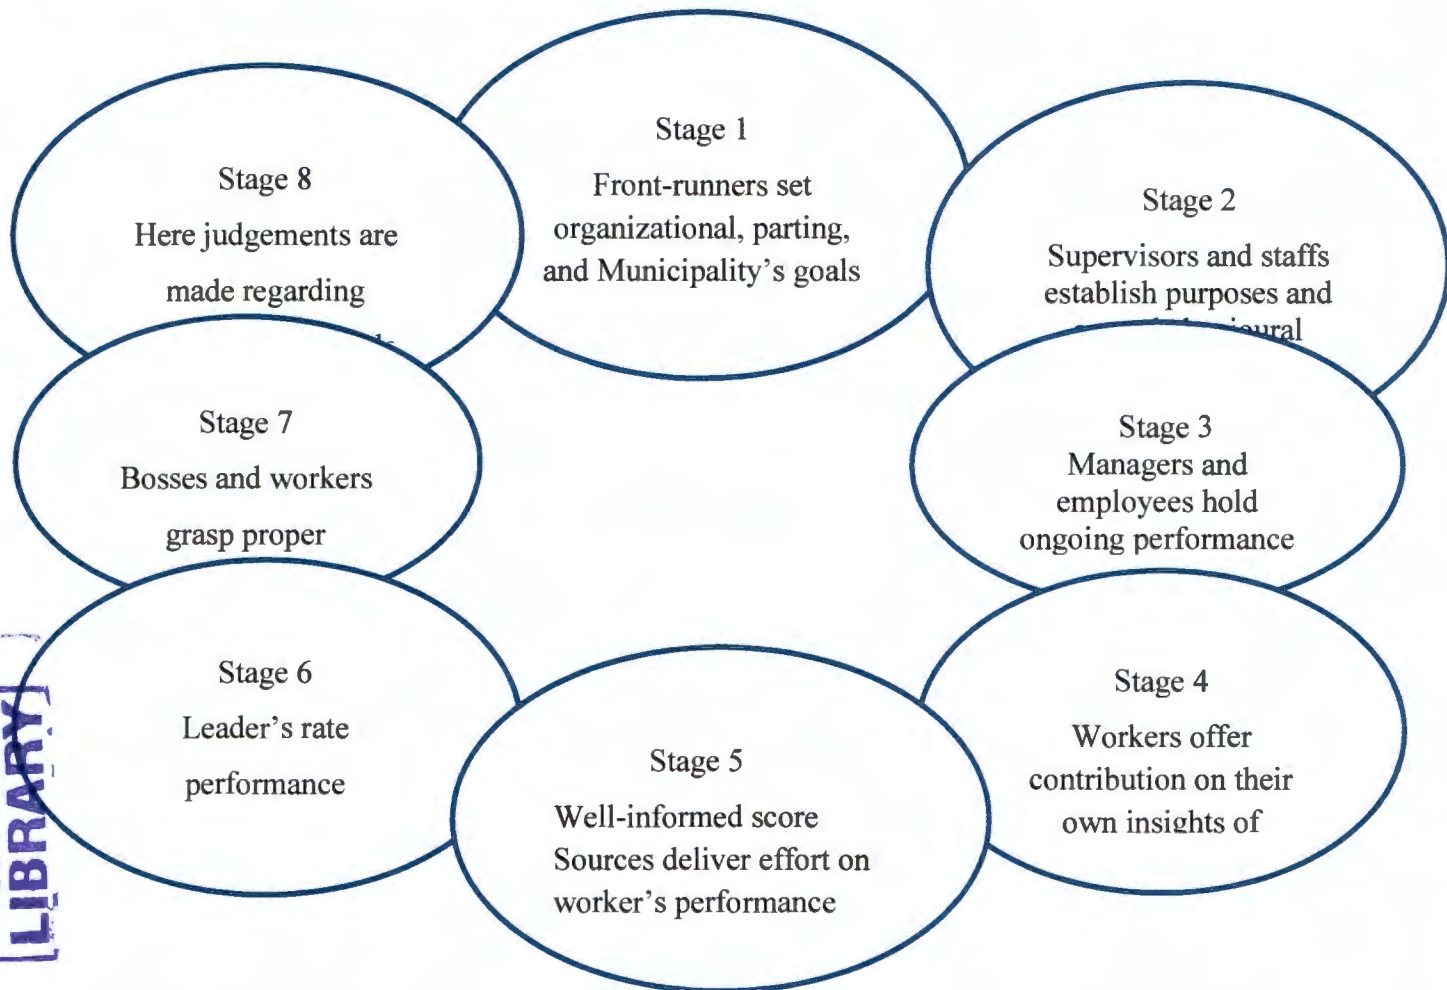 Stage 1
Front-runners set
organizational, parting,
and Municipality's goals
Stage 2
Supervisors and staffs
establish purposes and
Stage 3
Managers and
employees hold
ongoing performance
Stage 4
Workers offer
contribution on their
own insights of
Stage 5
Well-informed score
Sources deliver effort on
worker's performance
Stage 6
Leader's rate
performance
Stage 7
Bosses and workers
grasp proper
Stage 8
Here judgements are
made regarding
LIBRARY